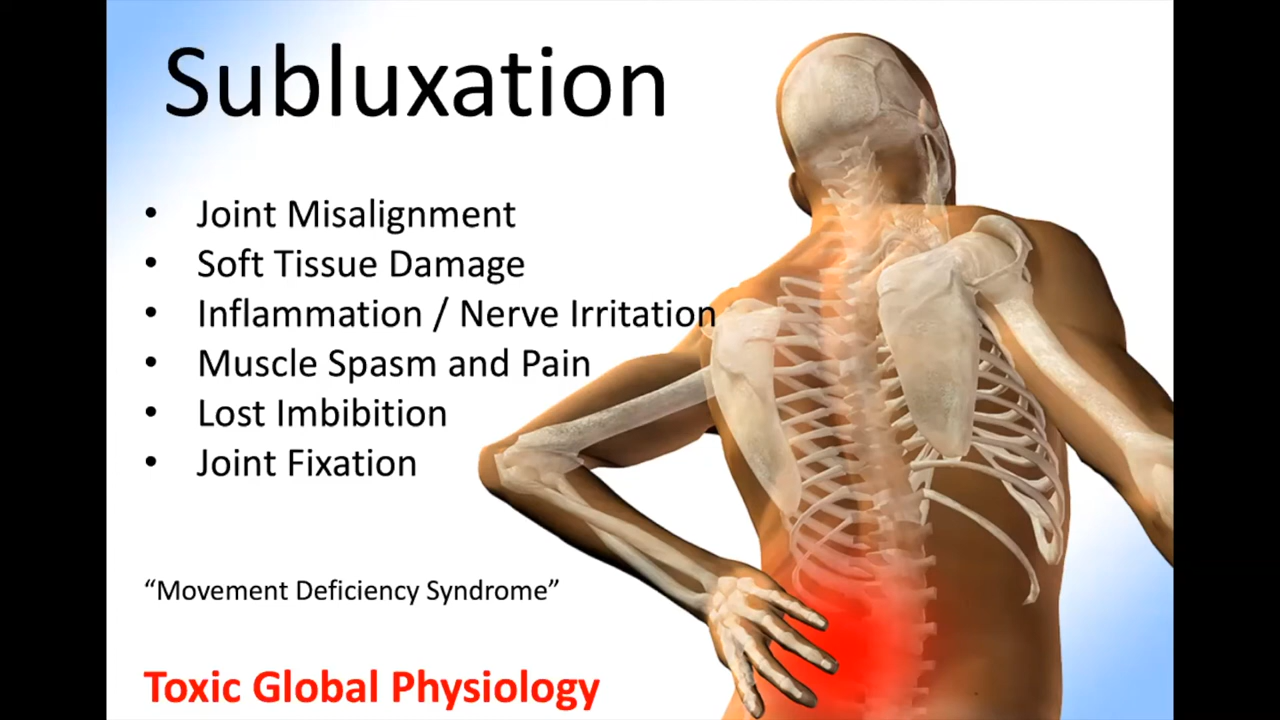 Subluxation
• Joint Misalignment
• Soft Tissue Damage
• Inflammation / Nerve Irritation
• Muscle Spasm and Pain
• Lost Imbibition
• Joint Fixation
“Movement Deficiency Syndrome”
Toxic Global Physiology